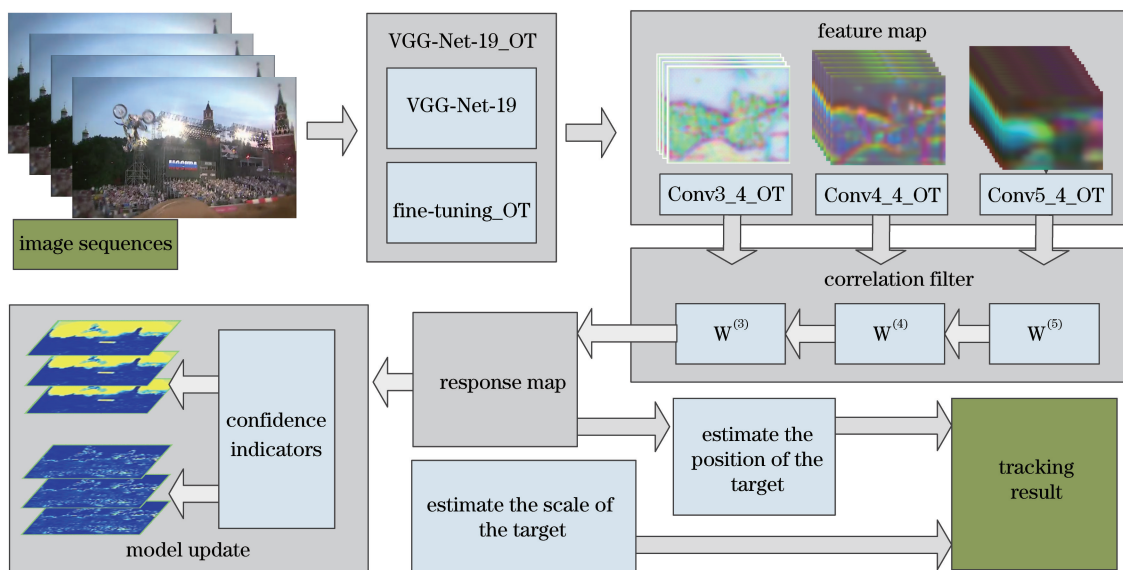 VGG-Net-19_OT
VGG-Net-19
fine-tuning_OT
image sequences
feature map
Conv3_4_OT
Conv4_4_OT
Conv5_4_OT
correlation filter
W(3)
W(4)
W(5)
response map
confidence
indicators
model update
estimate the
position of the
target
estimate the scale of
the target
tracking
result